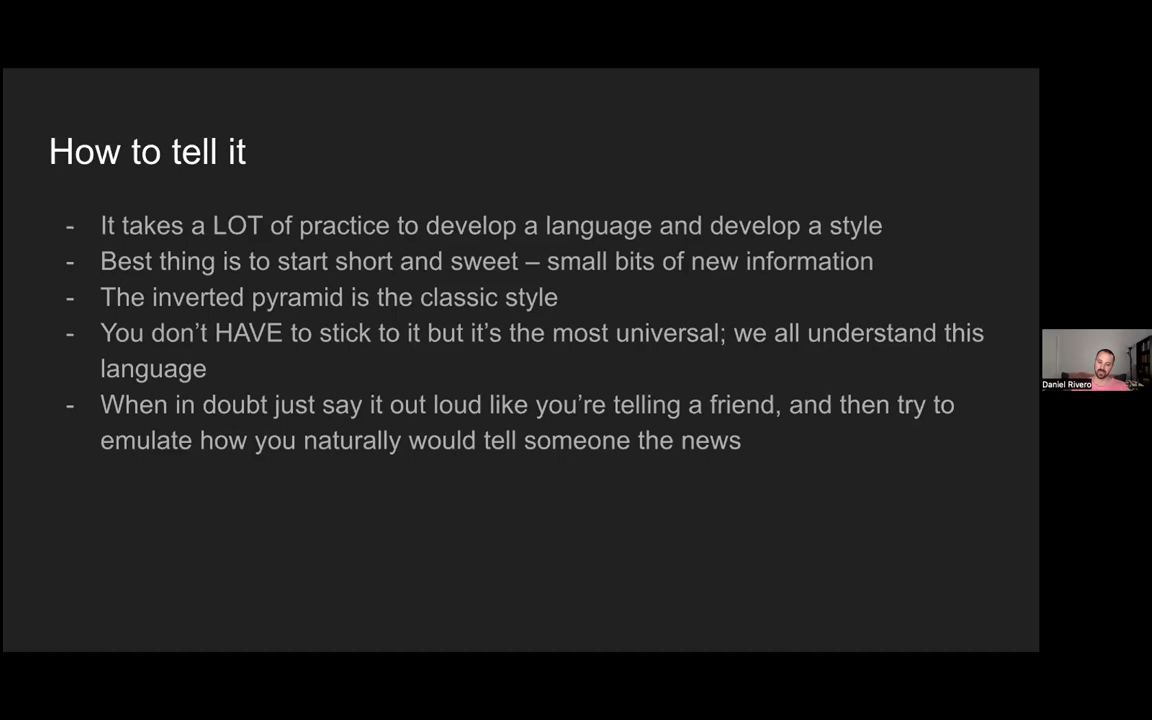 How to tell it
- It takes a LOT of practice to develop a language and develop a style
- Best thing is to start short and sweet – small bits of new information
- The inverted pyramid is the classic style
- You don’t HAVE to stick to it but it’s the most universal; we all understand this
language
- When in doubt just say it out loud like you’re telling a friend, and then try to
emulate how you naturally would tell someone the news
Daniel Rivero